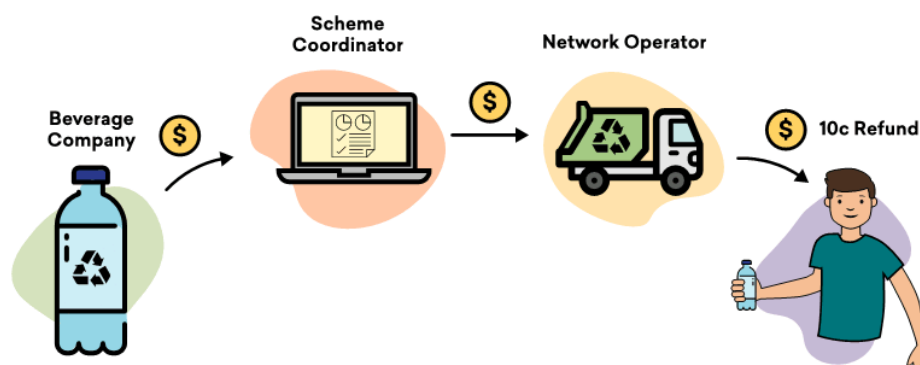 Scheme
Coordinator
Network Operator
Beverage
Company
$
$
$
10c Refund